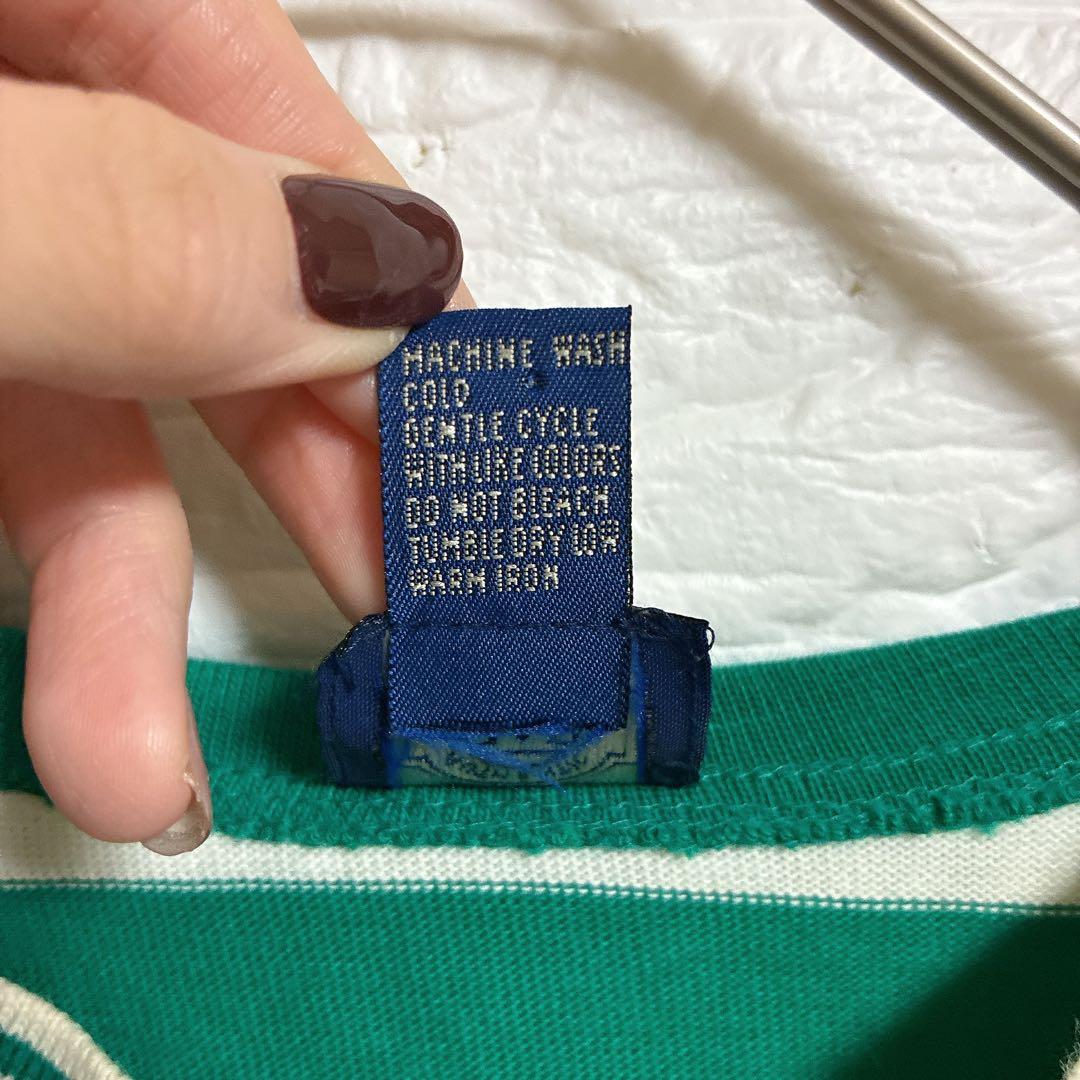 MACHINE WASH
COLD
GENTLE CYCLE
WITH LIKE COLORS
DO NOT BLEACH
TUMBLE DRY LOW
WARM IRON